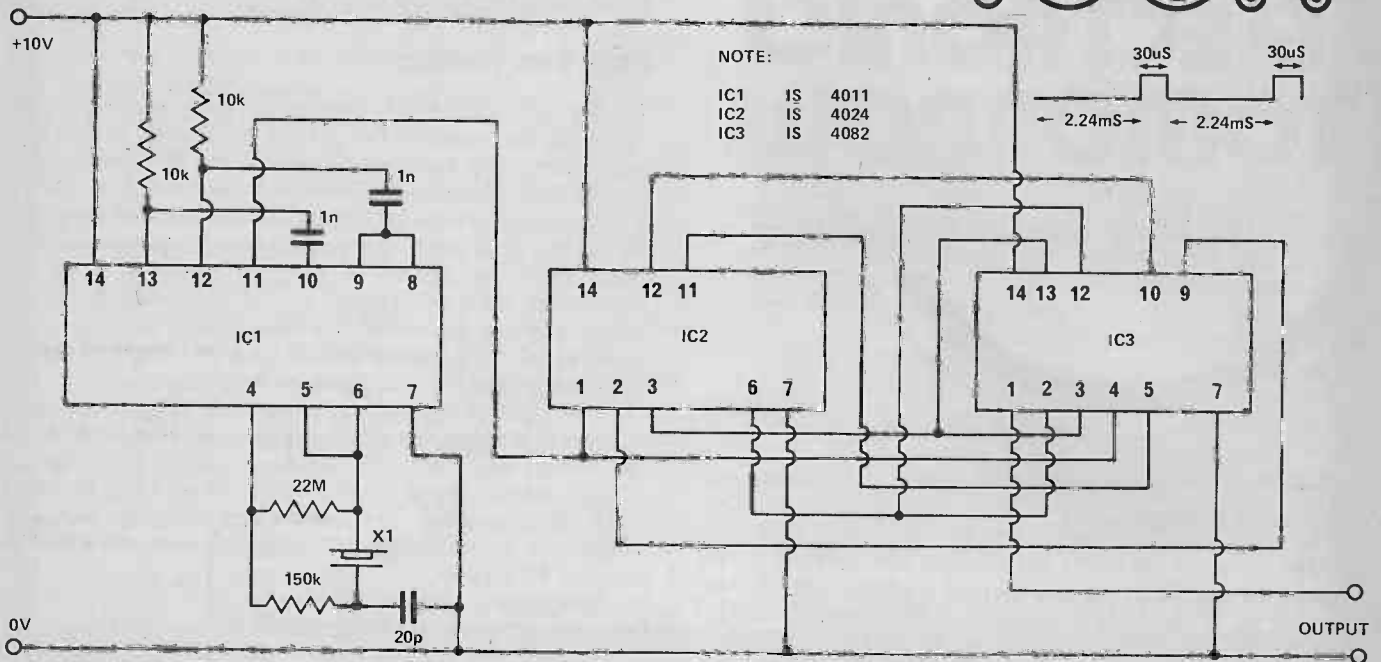 +10V
10k
10k
1n
1n
NOTE:
IC1 IS 4011
IC2 IS 4024
IC3 IS 4082
30uS 30uS
2.24mS 2.24mS
14 13 12 11 10 9 8
IC1
4 5 6 7
14 12 11
IC2
1 2 3 6 7
14 13 12 10 9
IC3
1 2 3 4 5 7
22M
X1
150k
20p
0V
OUTPUT